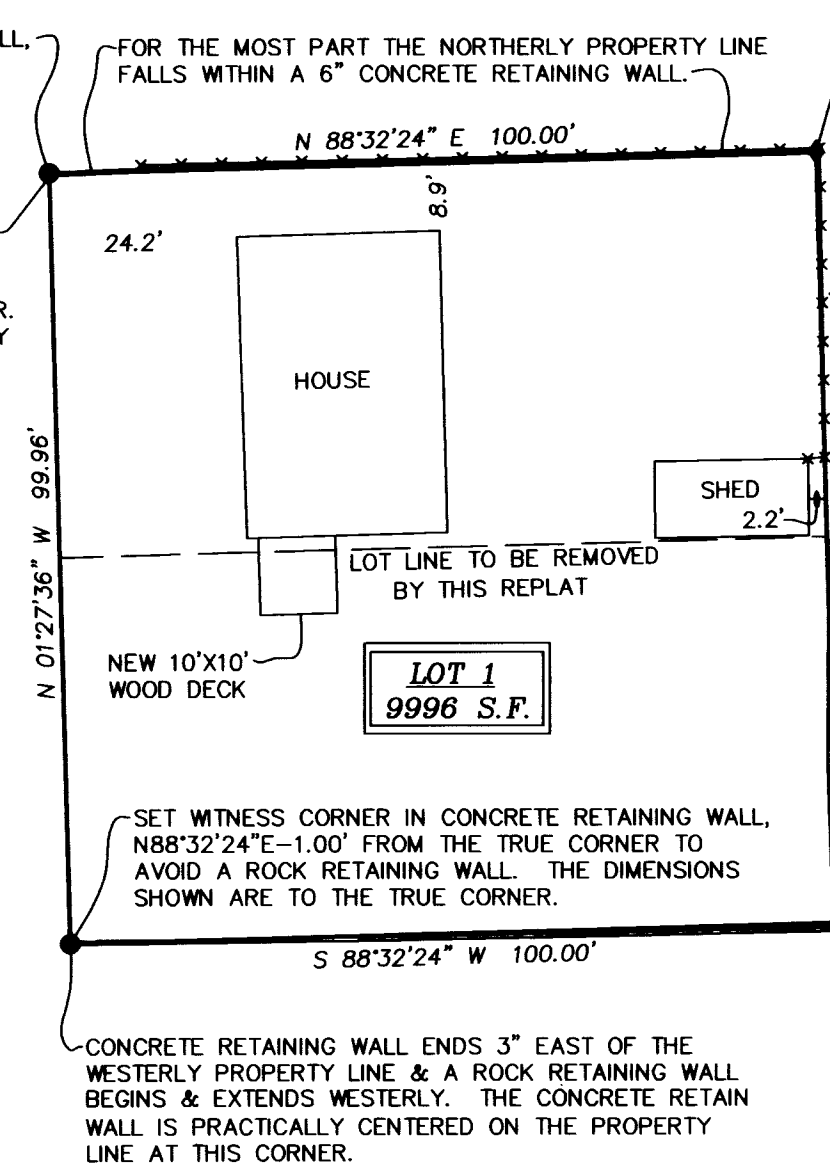 LL,
FOR THE MOST PART THE NORTHERLY PROPERTY LINE
FALLS WITHIN A 6" CONCRETE RETAINING WALL.
N 88°32'24" E 100.00'
8.9'
24.2'
R.
Y
HOUSE
N 01°27'36" W 99.96'
SHED
2.2'
LOT LINE TO BE REMOVED
BY THIS REPLAT
NEW 10'X10'
WOOD DECK
LOT 1
9996 S.F.
SET WITNESS CORNER IN CONCRETE RETAINING WALL,
N88°32'24"E-1.00' FROM THE TRUE CORNER TO
AVOID A ROCK RETAINING WALL. THE DIMENSIONS
SHOWN ARE TO THE TRUE CORNER.
S 88°32'24" W 100.00'
CONCRETE RETAINING WALL ENDS 3" EAST OF THE
WESTERLY PROPERTY LINE & A ROCK RETAINING WALL
BEGINS & EXTENDS WESTERLY. THE CONCRETE RETAIN
WALL IS PRACTICALLY CENTERED ON THE PROPERTY
LINE AT THIS CORNER.